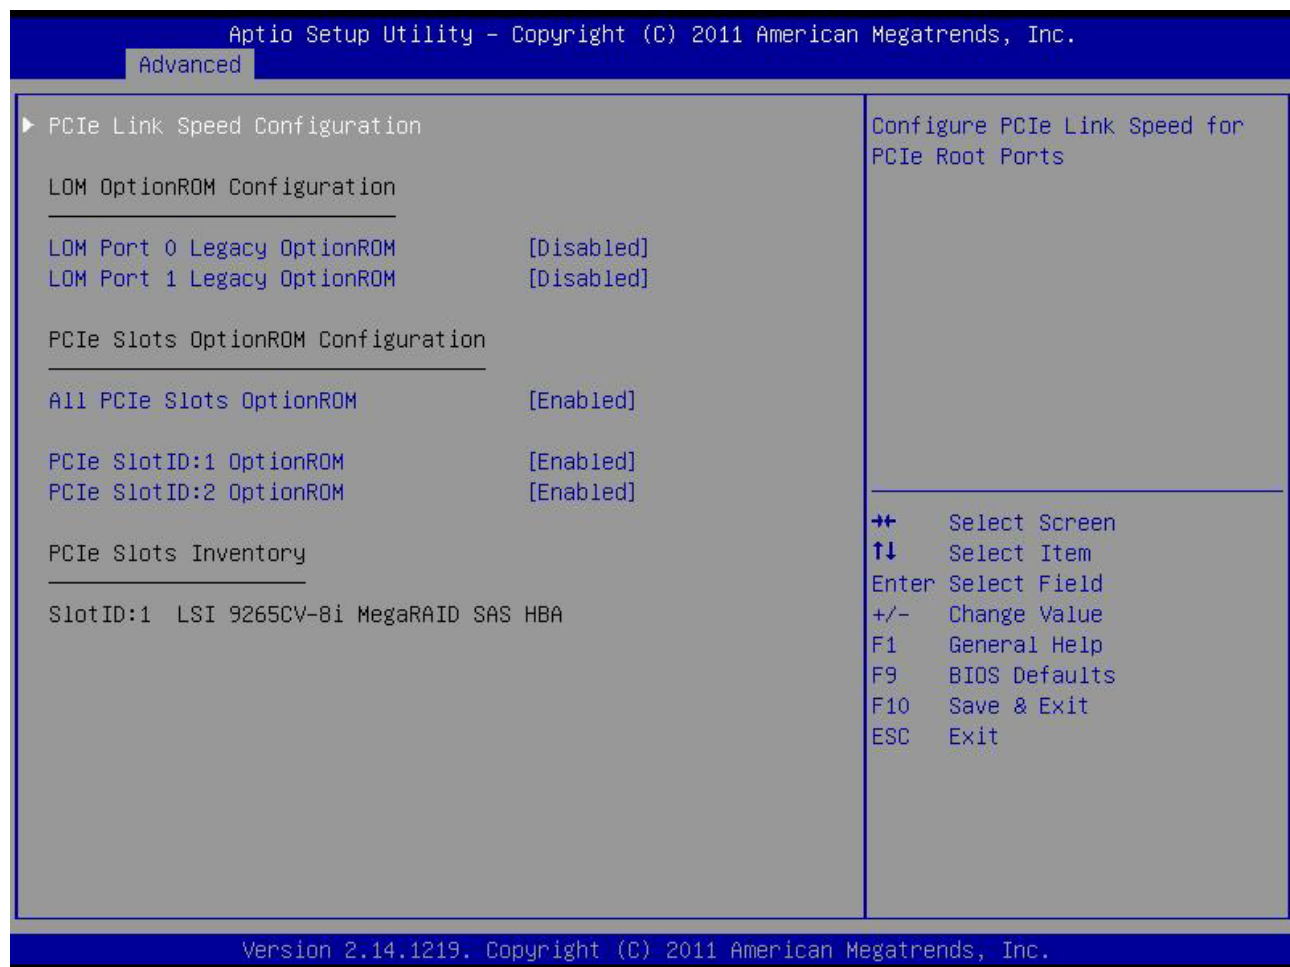 Aptio Setup Utility – Copyright (C) 2011 American Megatrends, Inc.
Advanced
▶ PCIe Link Speed Configuration
LOM OptionROM Configuration
LOM Port 0 Legacy OptionROM [Disabled]
LOM Port 1 Legacy OptionROM [Disabled]
PCIe Slots OptionROM Configuration
All PCIe Slots OptionROM [Enabled]
PCIe SlotID:1 OptionROM [Enabled]
PCIe SlotID:2 OptionROM [Enabled]
PCIe Slots Inventory
SlotID:1 LSI 9265CV-8i MegaRAID SAS HBA
Configure PCIe Link Speed for
PCIe Root Ports
→← Select Screen
↑↓ Select Item
Enter Select Field
+/- Change Value
F1 General Help
F9 BIOS Defaults
F10 Save & Exit
ESC Exit
Version 2.14.1219. Copyright (C) 2011 American Megatrends, Inc.